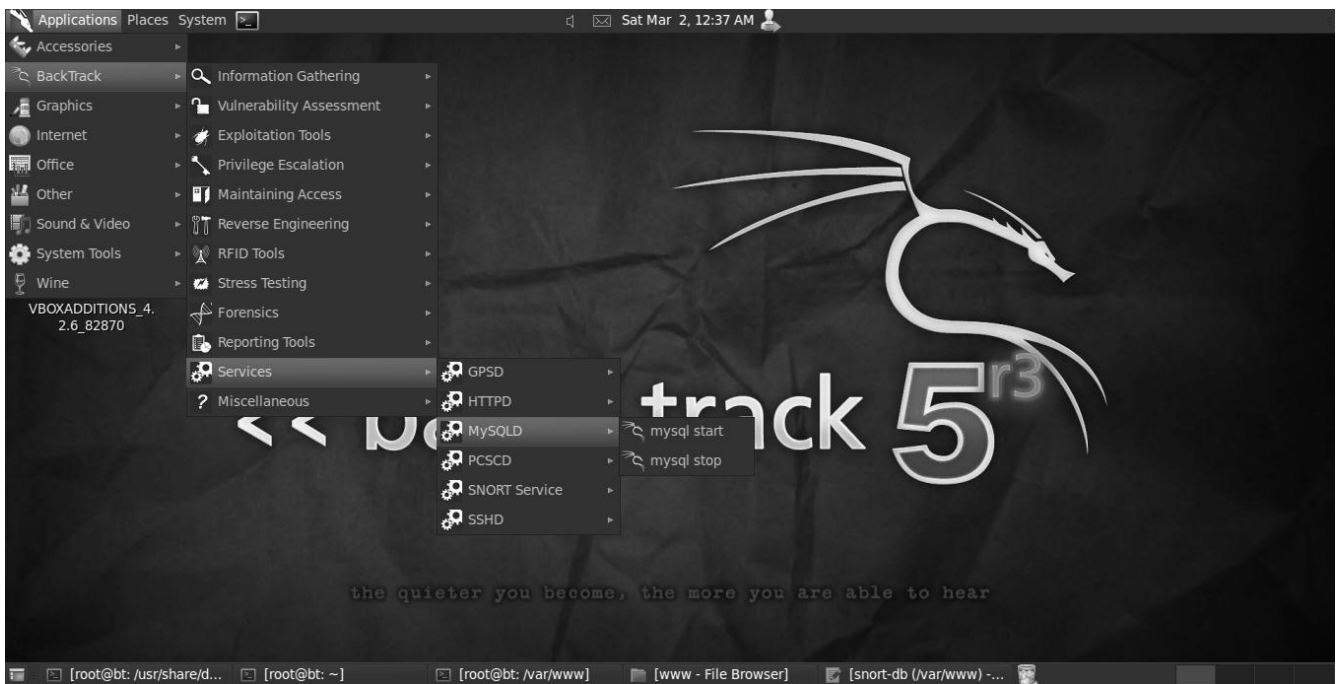 Applications Places System Sat Mar 2, 12:37 AM
Accessories
BackTrack
Graphics
Internet
Office
Other
Sound & Video
System Tools
Wine
VBOXADDITIONS_4.
2.6_82870
Information Gathering
Vulnerability Assessment
Exploitation Tools
Privilege Escalation
Maintaining Access
Reverse Engineering
RFID Tools
Stress Testing
Forensics
Reporting Tools
Services
? Miscellaneous
GPSD
HTTPD
MySQLD
PCSCD
SNORT Service
SSHD
mysql start
mysql stop
<< track 5 r3
the quieter you become, the more you are able to hear
[root@bt: /usr/share/d... [root@bt: ~] [root@bt: /var/www] [www - File Browser] [snort-db (/var/www) -...